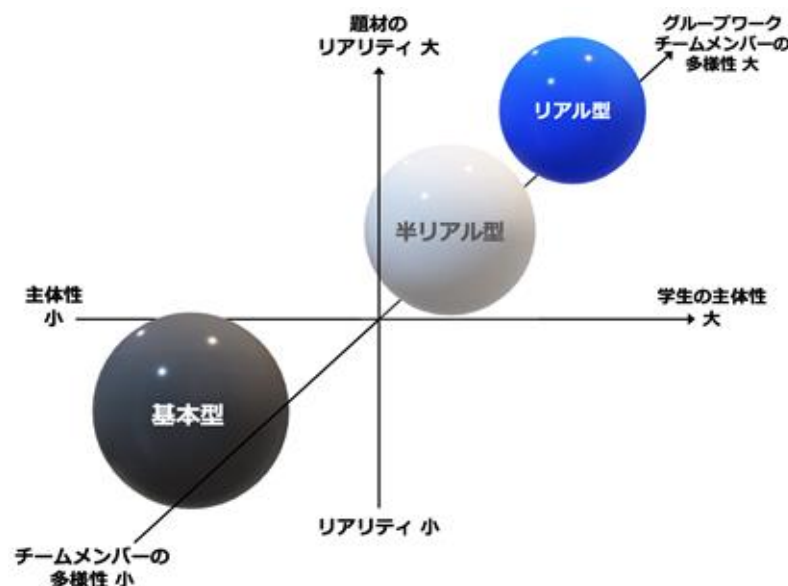 題材の
リアリティ 大
グループワーク
チームメンバーの
多様性 大
リアル型
半リアル型
主体性
小
学生の主体性
大
基本型
リアリティ 小
チームメンバーの
多様性 小